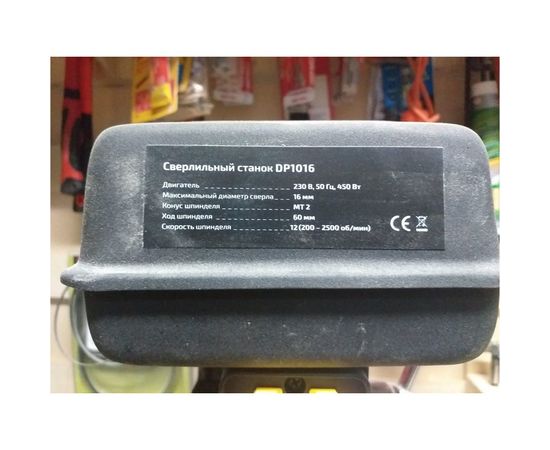 Сверлильный станок DP1016
Двигатель 230 В, 50 Гц, 450 Вт
Максимальный диаметр сверла 16 мм
Конус шпинделя МТ 2
Ход шпинделя 60 мм
Скорость шпинделя 12 (200 – 2500 об/мин)
CE